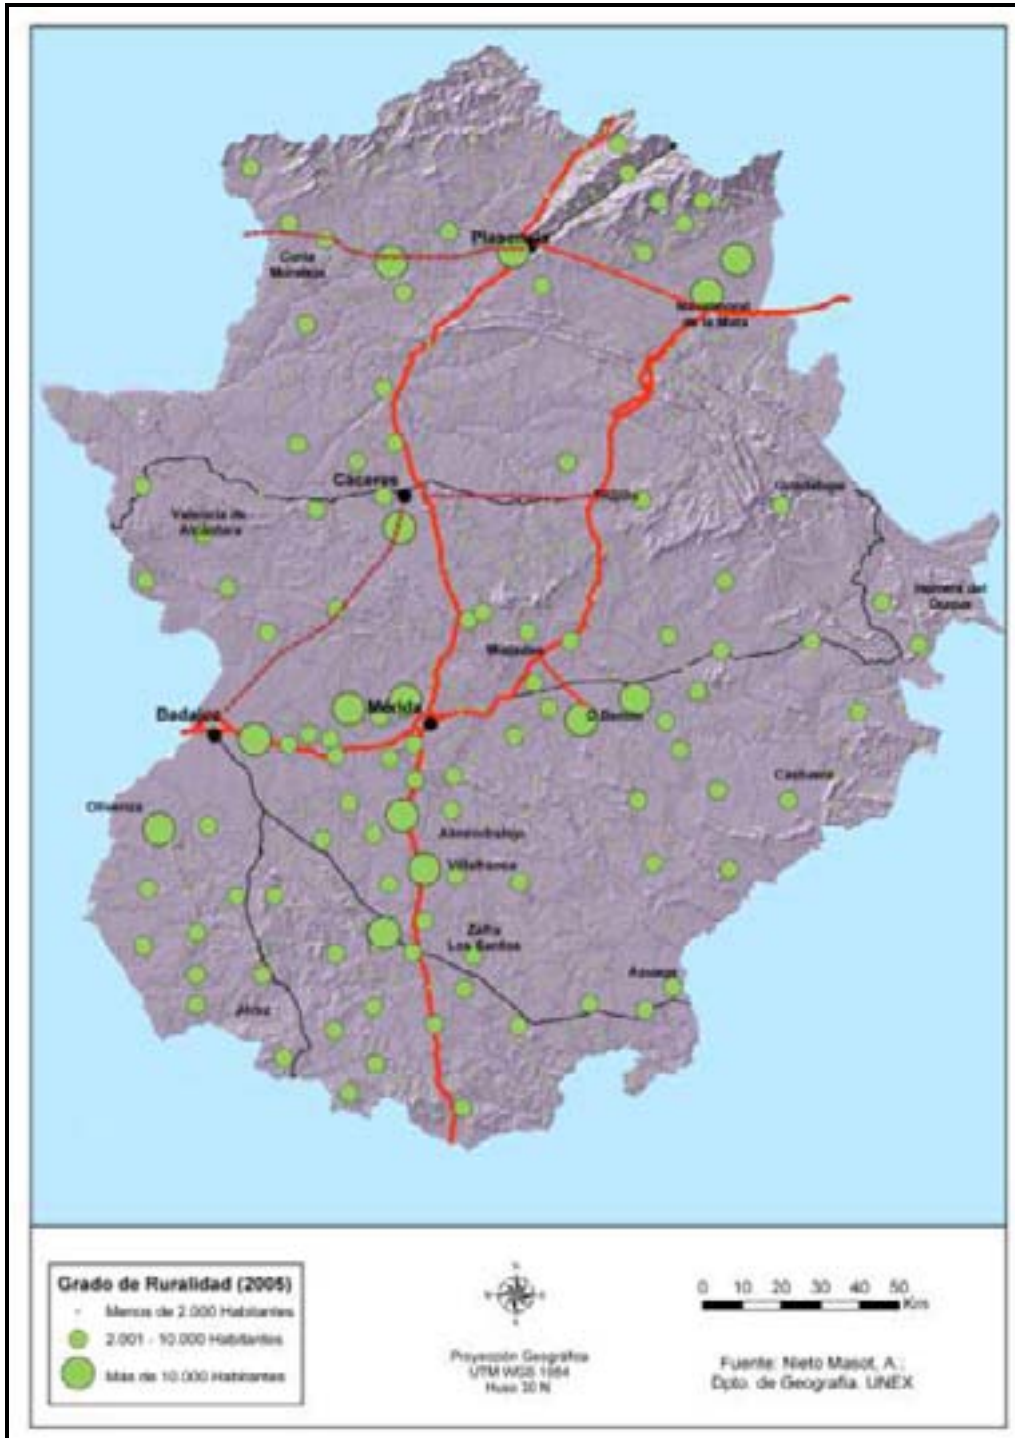 Plasencia
Coria
Moraleja
Navalmoral
de la Mata
Cáceres
Trujillo
Guadalupe
Valencia de
Alcántara
Herrera del
Duque
Miajadas
Mérida
Badajoz
D.Benito
Castuera
Olivenza
Almendralejo
Villafranca
Zafra
Los Santos
Azuaga
Jerez
Grado de Ruralidad (2005)
Menos de 2.000 Habitantes
2.001 - 10.000 Habitantes
Más de 10.000 Habitantes
Proyección Geográfica
UTM WGS 1984
Huso 30 N
0 10 20 30 40 50
Kms
Fuente: Nieto Masot, A.:
Dpto. de Geografía. UNEX